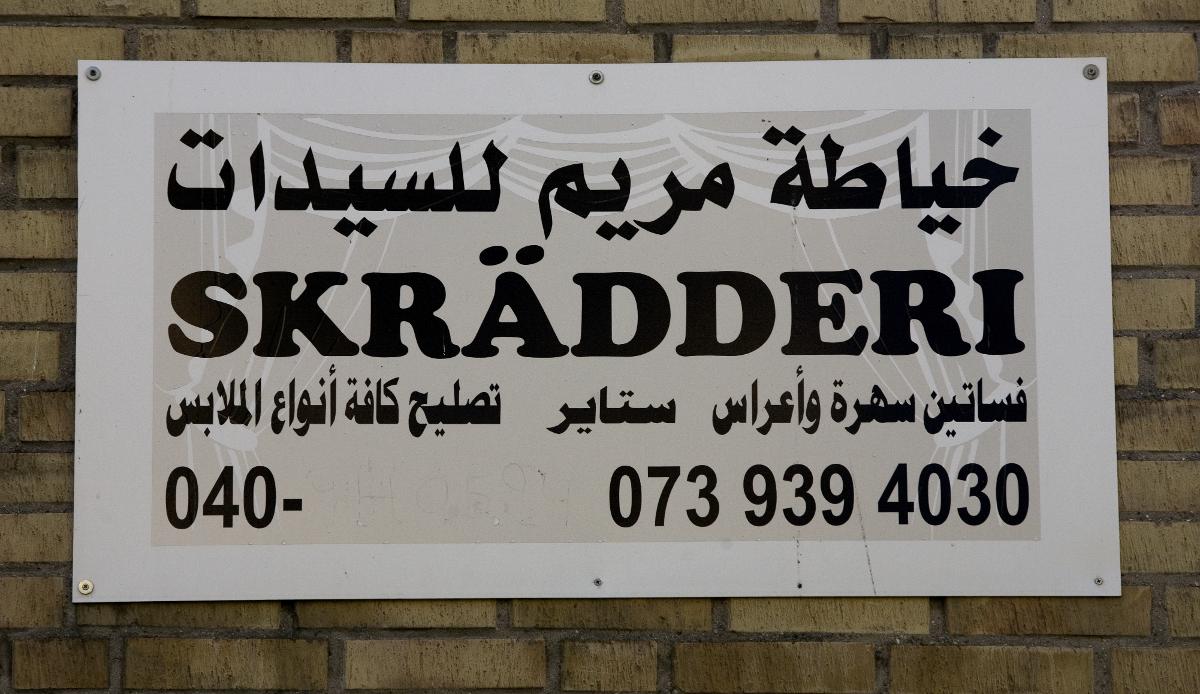 خياطة مريم للسيدات
SKRÄDDERI
فساتين سهرة وأعراس ستاير تصليح كافة أنواع الملابس
040- 073 939 4030